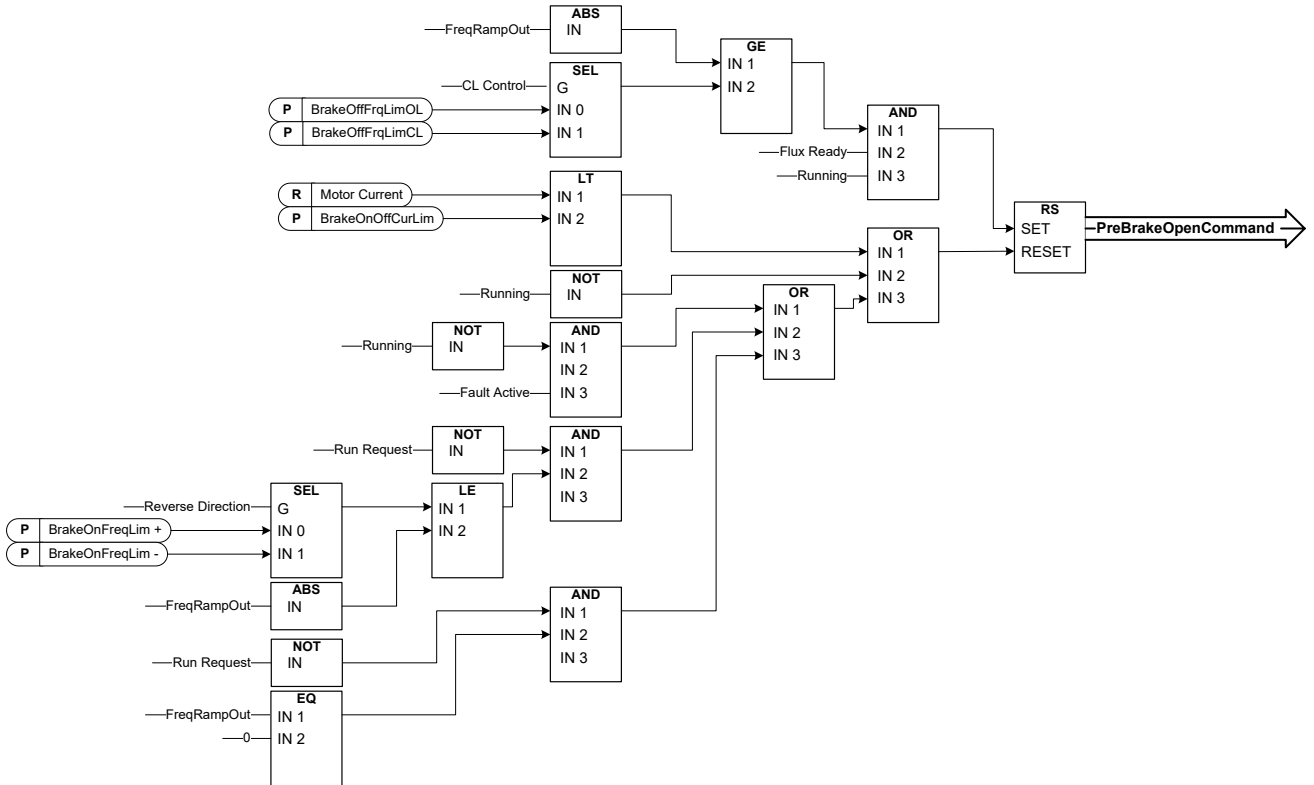 ABS
FreqRampOut
IN
GE
IN 1
IN 2
SEL
CL Control
G
P BrakeOffFrqLimOL
IN 0
P BrakeOffFrqLimCL
IN 1
AND
IN 1
Flux Ready
IN 2
Running
IN 3
LT
R Motor Current
IN 1
P BrakeOnOffCurLim
IN 2
RS
SET
RESET
PreBrakeOpenCommand
OR
IN 1
IN 2
IN 3
NOT
Running
IN
OR
IN 1
IN 2
IN 3
NOT
Running
IN
AND
IN 1
IN 2
Fault Active
IN 3
NOT
Run Request
IN
AND
IN 1
IN 2
IN 3
SEL
Reverse Direction
G
P BrakeOnFreqLim +
IN 0
P BrakeOnFreqLim -
IN 1
LE
IN 1
IN 2
ABS
FreqRampOut
IN
AND
IN 1
IN 2
IN 3
NOT
Run Request
IN
EQ
FreqRampOut
IN 1
0
IN 2